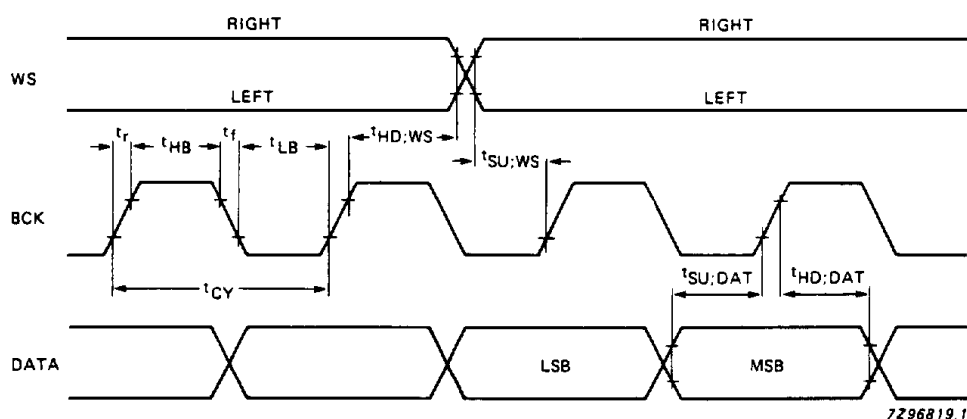 RIGHT RIGHT
WS
LEFT LEFT
tr tHB tf tLB tHD;WS tSU;WS
BCK
tCY tSU;DAT tHD;DAT
DATA LSB MSB
7Z96819.1